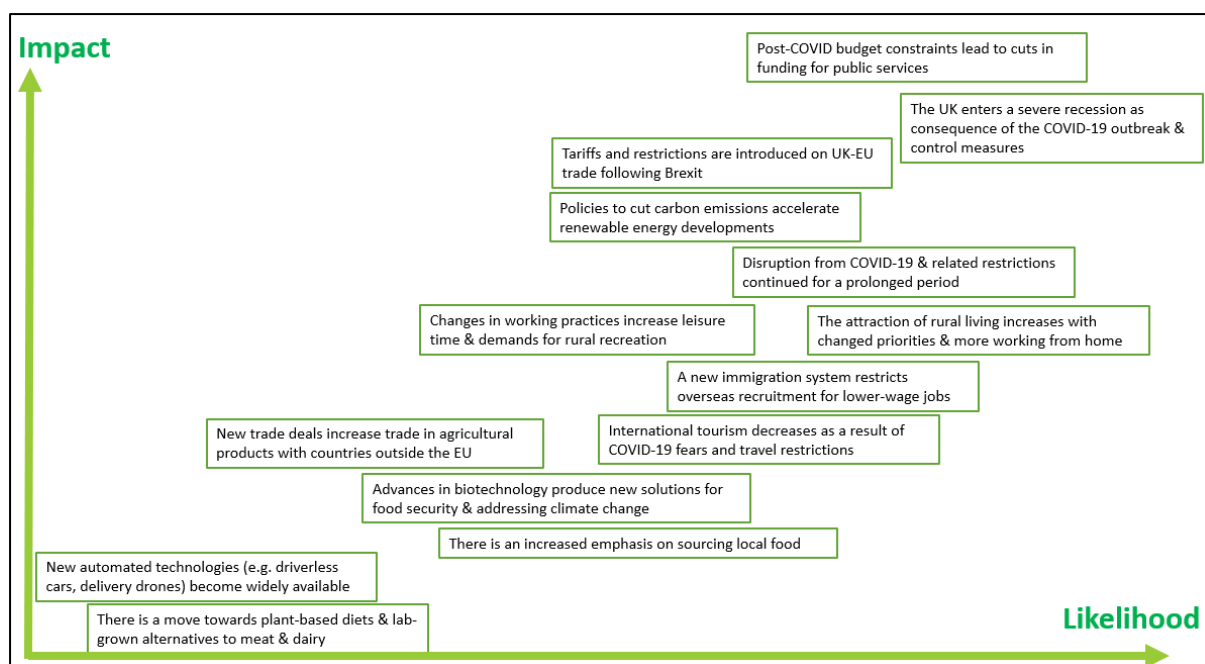 Impact
Post-COVID budget constraints lead to cuts in
funding for public services
The UK enters a severe recession as
consequence of the COVID-19 outbreak &
control measures
Tariffs and restrictions are introduced on UK-EU
trade following Brexit
Policies to cut carbon emissions accelerate
renewable energy developments
Disruption from COVID-19 & related restrictions
continued for a prolonged period
Changes in working practices increase leisure
time & demands for rural recreation
The attraction of rural living increases with
changed priorities & more working from home
A new immigration system restricts
overseas recruitment for lower-wage jobs
New trade deals increase trade in agricultural
products with countries outside the EU
International tourism decreases as a result of
COVID-19 fears and travel restrictions
Advances in biotechnology produce new solutions for
food security & addressing climate change
There is an increased emphasis on sourcing local food
New automated technologies (e.g. driverless
cars, delivery drones) become widely available
There is a move towards plant-based diets & lab-
grown alternatives to meat & dairy
Likelihood